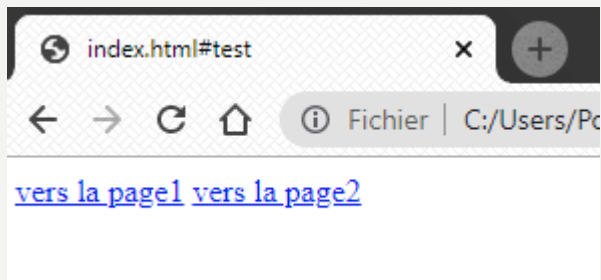 index.html#test
Fichier C:/Users/Po
vers la page1 vers la page2